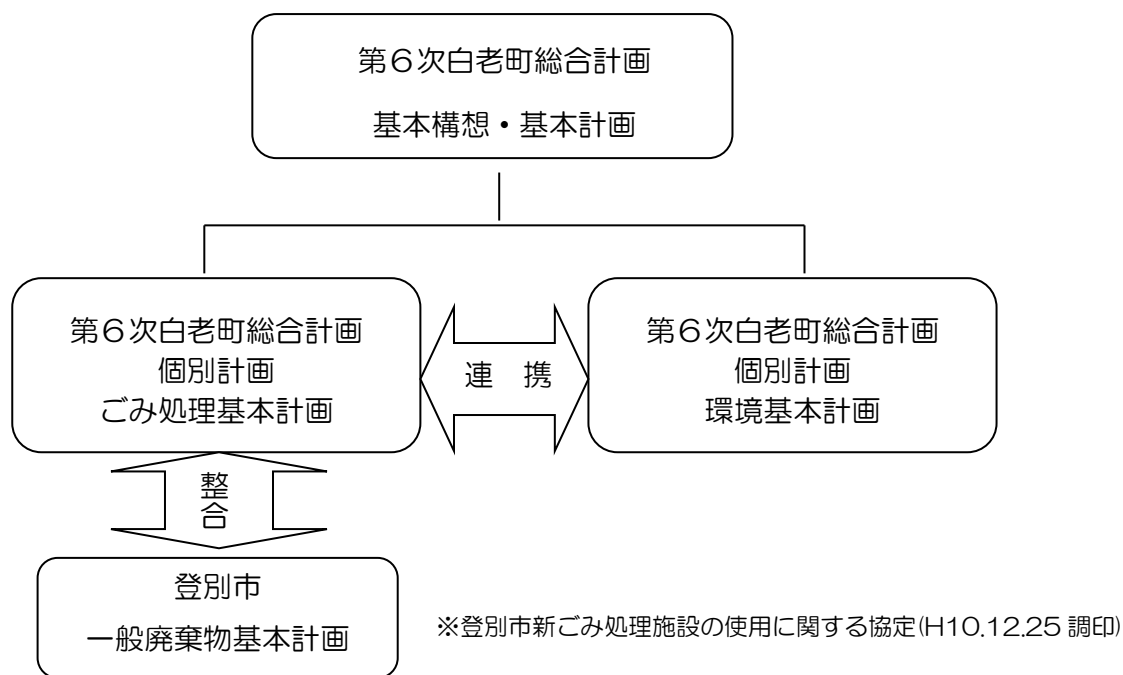 第6次白老町総合計画
基本構想・基本計画
第6次白老町総合計画
個別計画
ごみ処理基本計画
連 携
第6次白老町総合計画
個別計画
環境基本計画
整
合
登別市
一般廃棄物基本計画
※登別市新ごみ処理施設の使用に関する協定(H10.12.25 調印)